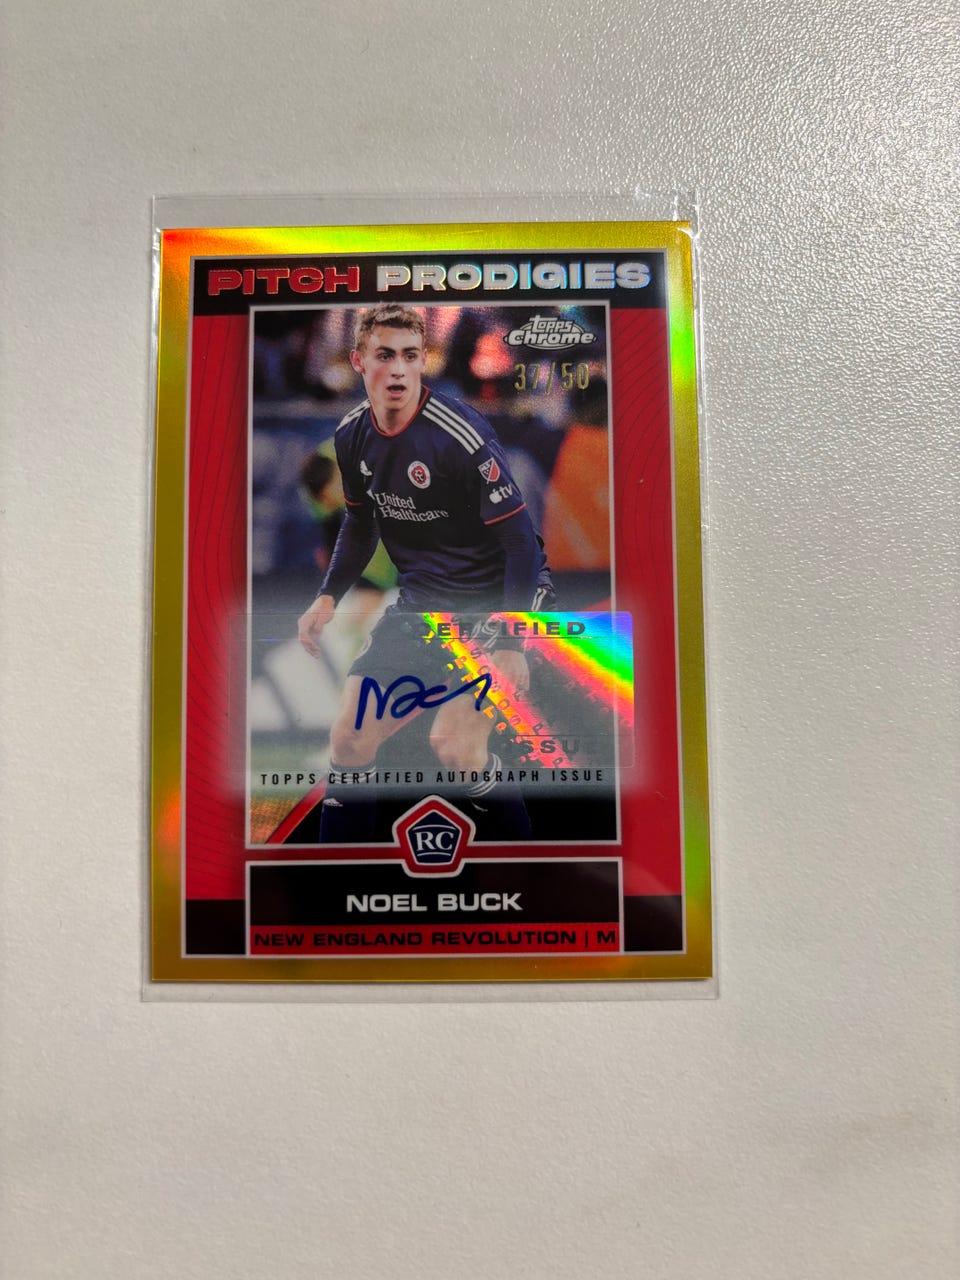 PITCH PRODIGIES
Topps
Chrome
37/50
tv
United
Healthcare
CERTIFIED
ISSUE
TOPPS CERTIFIED AUTOGRAPH ISSUE
RC
NOEL BUCK
NEW ENGLAND REVOLUTION | M